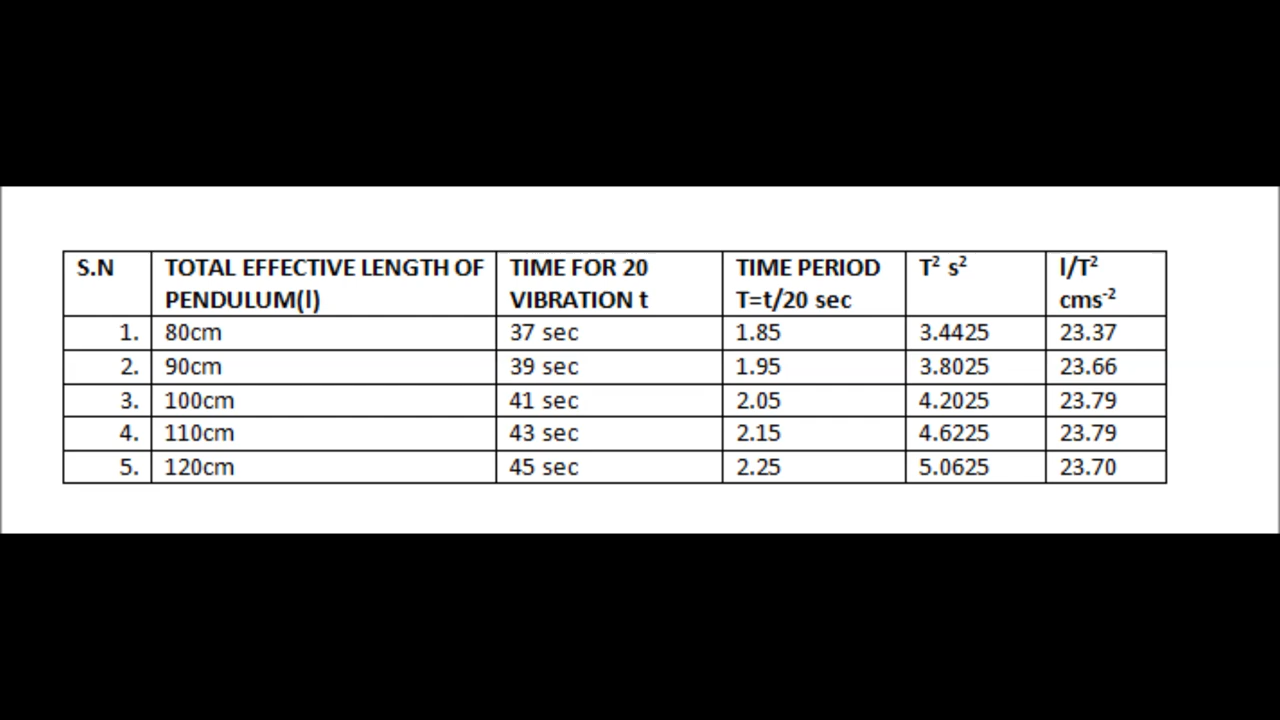 S.N TOTAL EFFECTIVE LENGTH OF PENDULUM(l) TIME FOR 20 VIBRATION t TIME PERIOD T=t/20 sec T² s² l/T² cms⁻²
1. 80cm 37 sec 1.85 3.4425 23.37
2. 90cm 39 sec 1.95 3.8025 23.66
3. 100cm 41 sec 2.05 4.2025 23.79
4. 110cm 43 sec 2.15 4.6225 23.79
5. 120cm 45 sec 2.25 5.0625 23.70